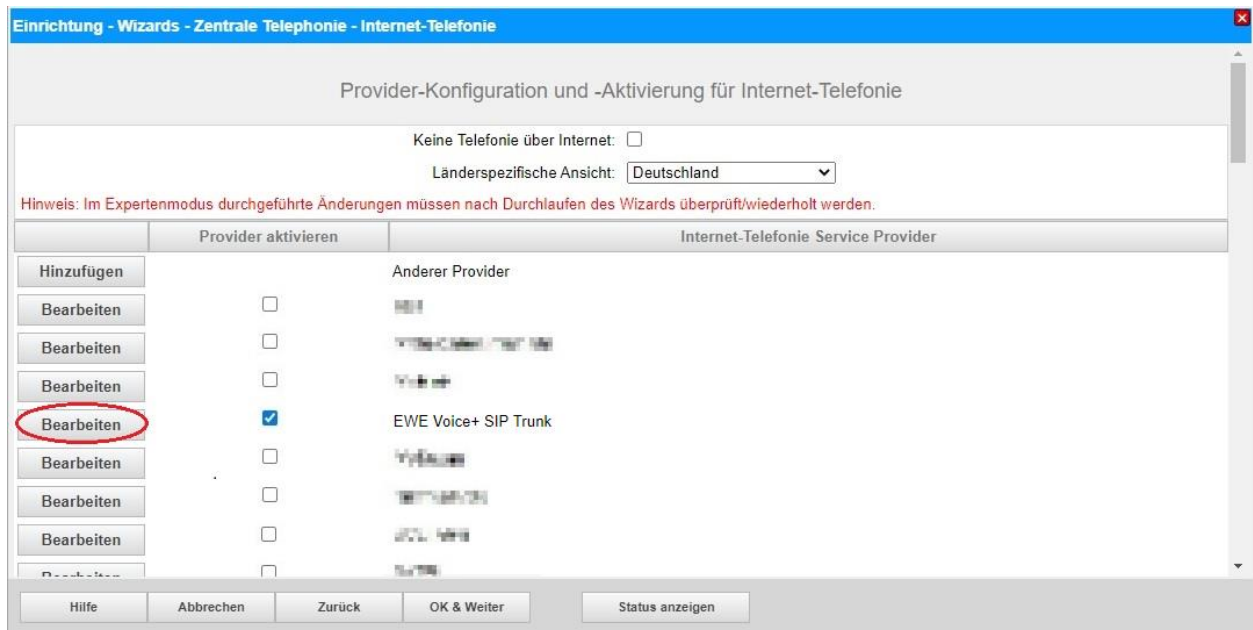 Einrichtung - Wizards - Zentrale Telephonie - Internet-Telefonie
Provider-Konfiguration und -Aktivierung für Internet-Telefonie
Keine Telefonie über Internet:
Länderspezifische Ansicht: Deutschland
Hinweis: Im Expertenmodus durchgeführte Änderungen müssen nach Durchlaufen des Wizards überprüft/wiederholt werden.
Provider aktivieren Internet-Telefonie Service Provider
Hinzufügen Anderer Provider
Bearbeiten
Bearbeiten
Bearbeiten
Bearbeiten EWE Voice+ SIP Trunk
Bearbeiten
Bearbeiten
Bearbeiten
Hilfe Abbrechen Zurück OK & Weiter Status anzeigen